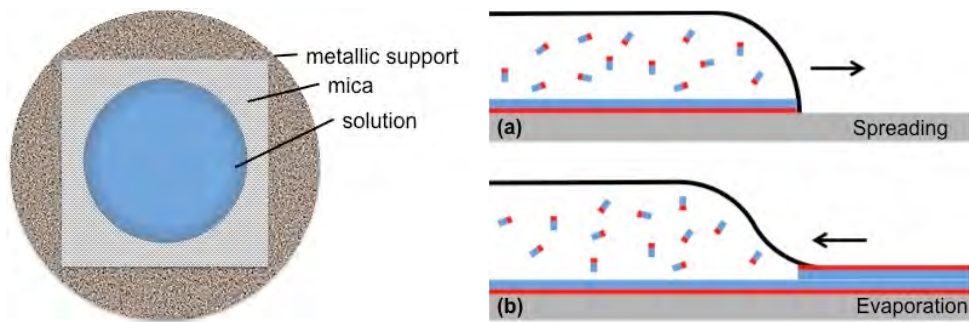 metallic support
mica
solution
(a)
Spreading
(b)
Evaporation